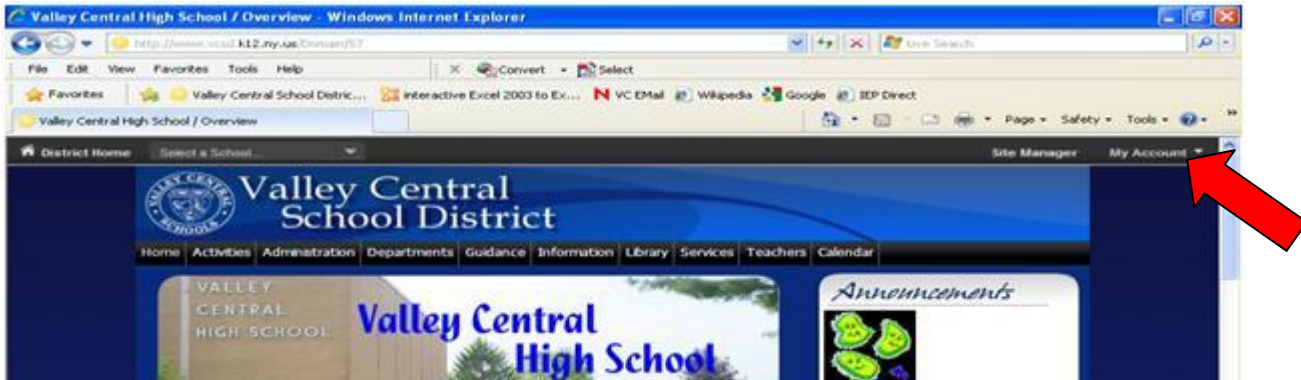 Valley Central High School / Overview - Windows Internet Explorer
http://www.vcsd.k12.ny.us/Domain/57
Live Search
File Edit View Favorites Tools Help
Convert
Select
Favorites
Valley Central School Distric...
interactive Excel 2003 to Ex...
VC EMail
Wikipedia
Google
IEP Direct
Valley Central High School / Overview
Page
Safety
Tools
District Home
Select a School...
Site Manager
My Account
VALLEY CENTRAL
SCHOOLS
Valley Central
School District
Home Activities Administration Departments Guidance Information Library Services Teachers Calendar
VALLEY
CENTRAL
HIGH SCHOOL
Valley Central
High School
Announcements